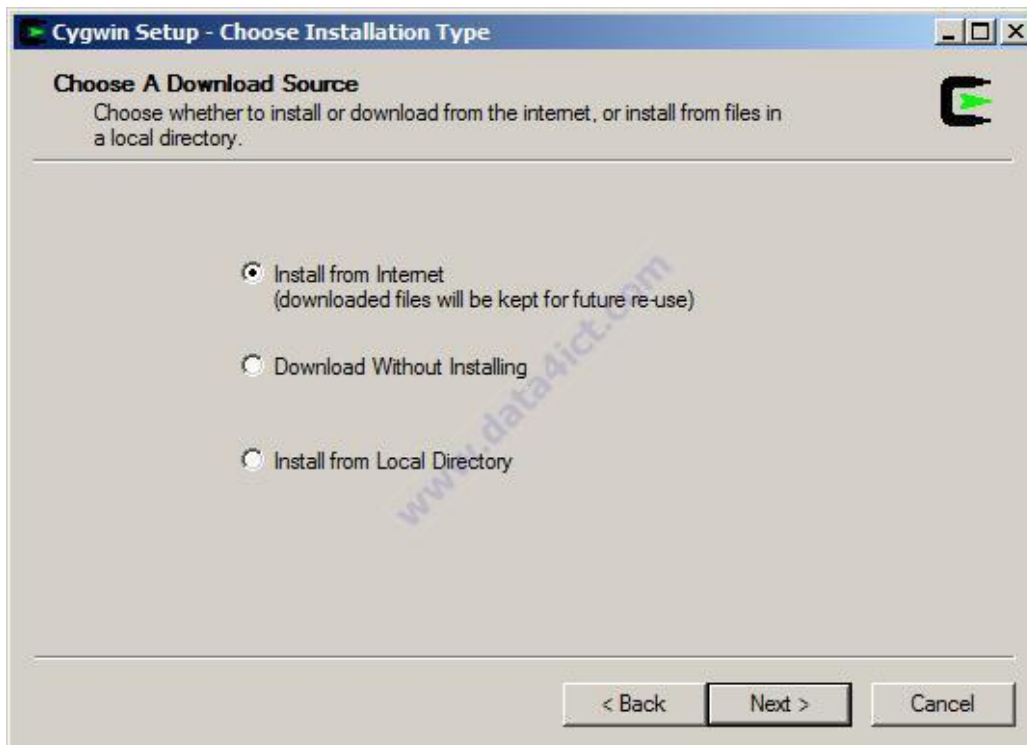 Cygwin Setup - Choose Installation Type
Choose A Download Source
Choose whether to install or download from the internet, or install from files in
a local directory.
Install from Internet
(downloaded files will be kept for future re-use)
Download Without Installing
Install from Local Directory
www.data4ict.com
< Back
Next >
Cancel